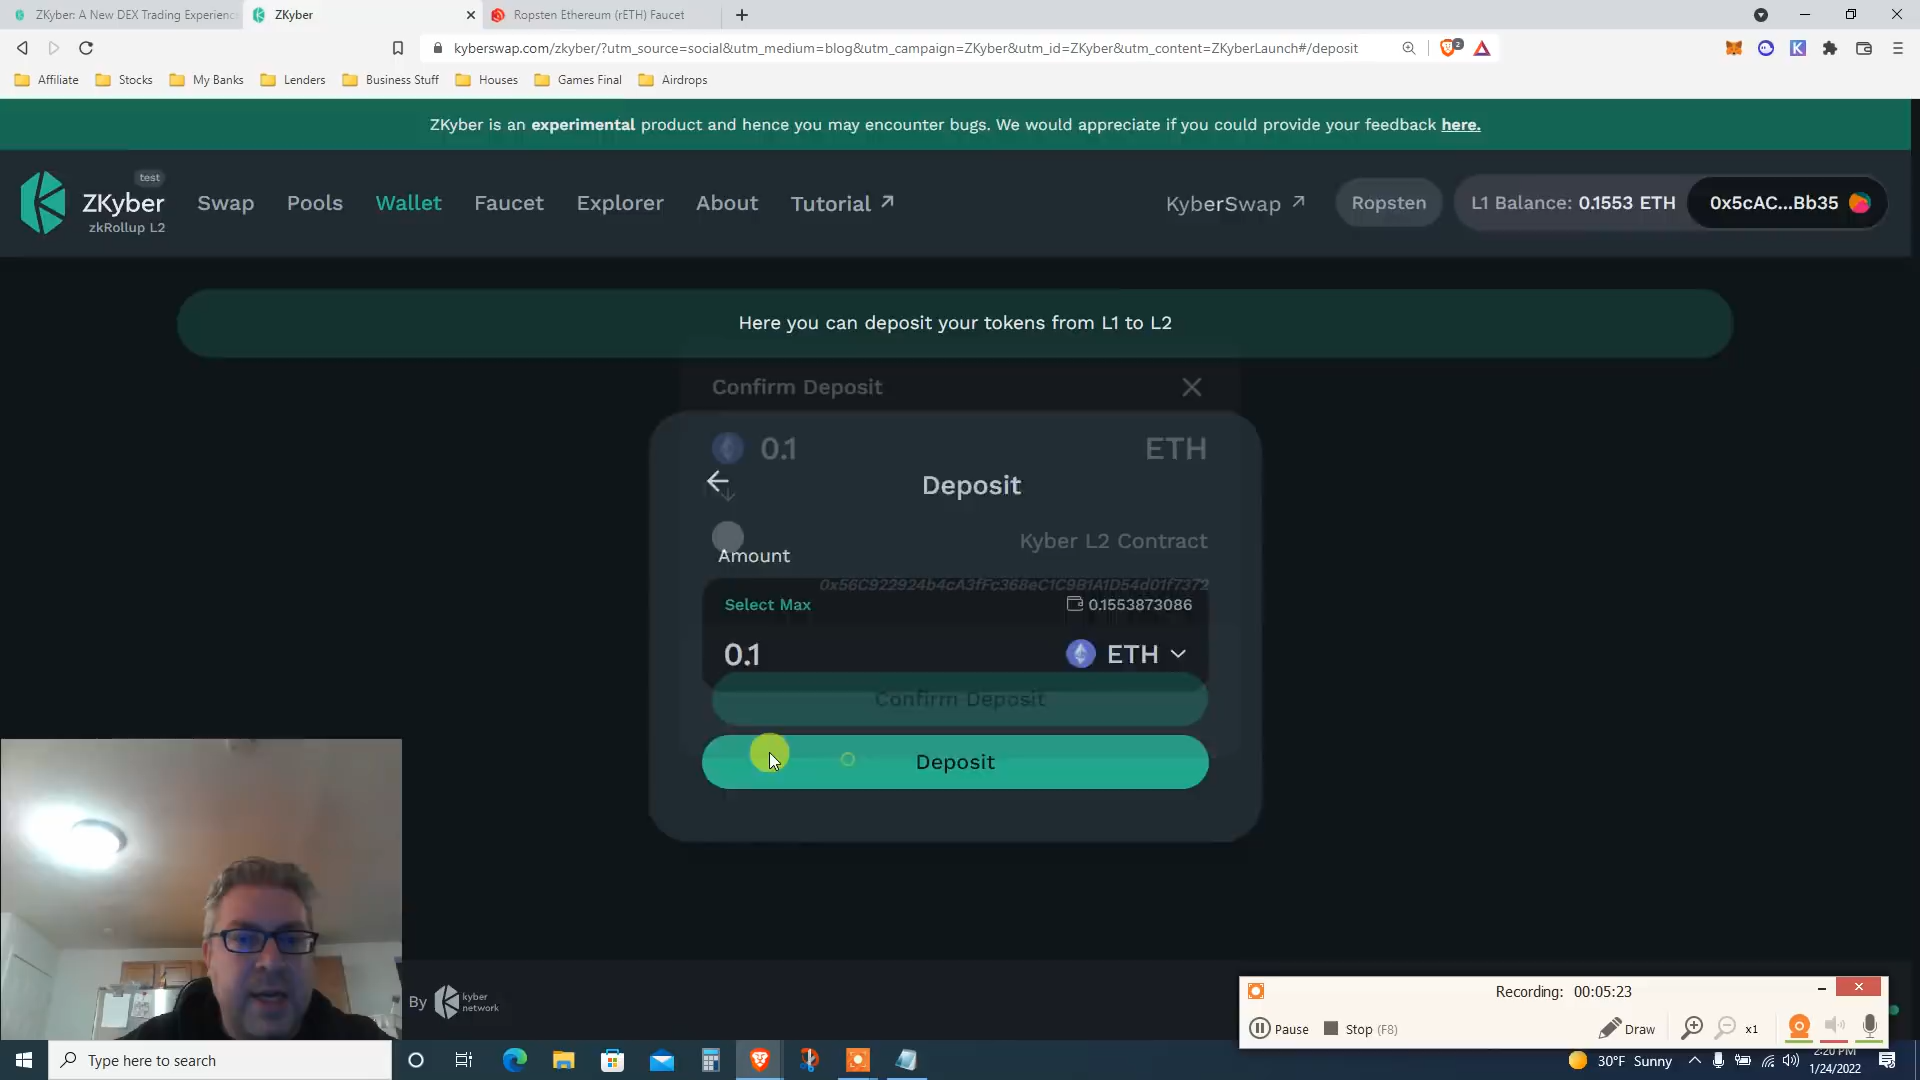 ZKyber: A New DEX Trading Experienc
ZKyber
Ropsten Ethereum (rETH) Faucet
kyberswap.com/zkyber/?utm_source=social&utm_medium=blog&utm_campaign=ZKyber&utm_id=ZKyber&utm_content=ZKyberLaunch#/deposit
2
Affiliate
Stocks
My Banks
Lenders
Business Stuff
Houses
Games Final
Airdrops
ZKyber is an experimental product and hence you may encounter bugs. We would appreciate if you could provide your feedback here.
test
ZKyber
zkRollup L2
Swap
Pools
Wallet
Faucet
Explorer
About
Tutorial
KyberSwap
Ropsten
L1 Balance: 0.1553 ETH
0x5cAC...Bb35
Here you can deposit your tokens from L1 to L2
Confirm Deposit
0.1
ETH
Deposit
Kyber L2 Contract
Amount
0x56C922924b4cA3fFc368eC1C9B1A1D54d01f7372
Select Max
0.1553873086
0.1
ETH
Confirm Deposit
Deposit
By kyber network
Recording: 00:05:23
Pause
Stop (F8)
Draw
x1
Type here to search
30°F Sunny
2:20 PM
1/24/2022